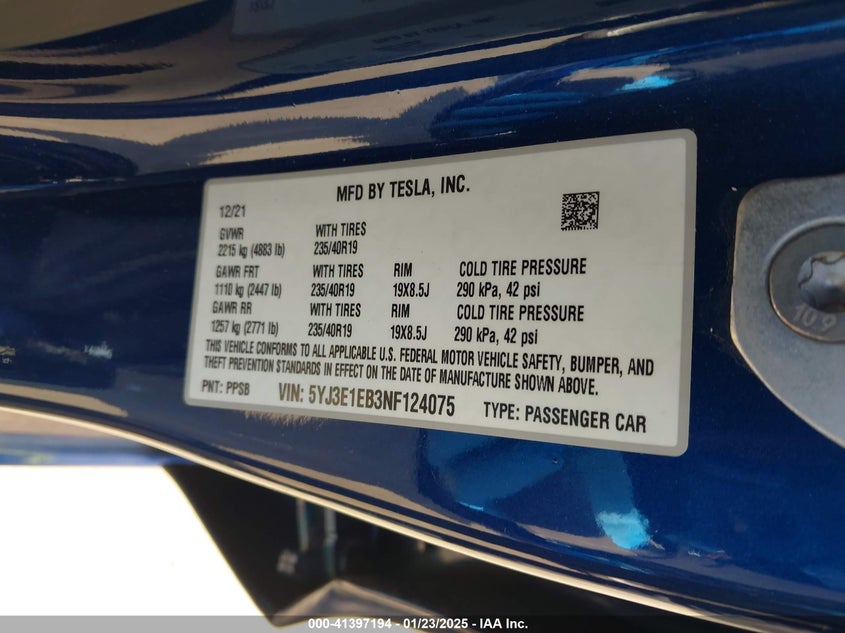 MFD BY TESLA, INC.
12/21
GVWR WITH TIRES
2215 kg (4883 lb) 235/40R19
GAWR FRT WITH TIRES RIM COLD TIRE PRESSURE
1110 kg (2447 lb) 235/40R19 19X8.5J 290 kPa, 42 psi
GAWR RR WITH TIRES RIM COLD TIRE PRESSURE
1257 kg (2771 lb) 235/40R19 19X8.5J 290 kPa, 42 psi
THIS VEHICLE CONFORMS TO ALL APPLICABLE U.S. FEDERAL MOTOR VEHICLE SAFETY, BUMPER, AND
THEFT PREVENTION STANDARDS IN EFFECT ON THE DATE OF MANUFACTURE SHOWN ABOVE.
PNT: PPSB VIN: 5YJ3E1EB3NF124075 TYPE: PASSENGER CAR
10.9
000-41397194 - 01/23/2025 - IAA Inc.